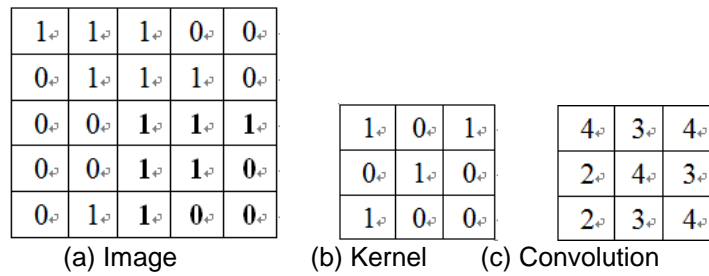 1 1 1 0 0
0 1 1 1 0
0 0 1 1 1
0 0 1 1 0
0 1 1 0 0
(a) Image
1 0 1
0 1 0
1 0 0
(b) Kernel
4 3 4
2 4 3
2 3 4
(c) Convolution